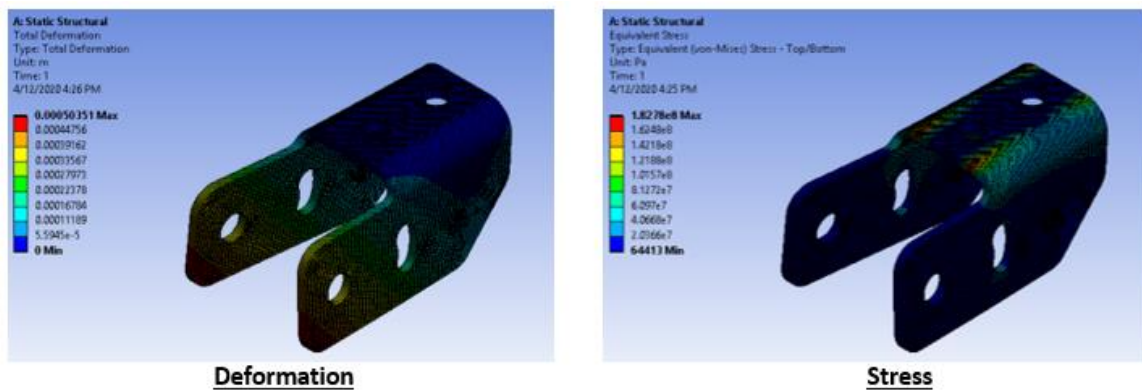 A: Static Structural
Total Deformation
Type: Total Deformation
Unit: m
Time: 1
4/12/2020 4:26 PM
0.00050351 Max
0.00044756
0.00039162
0.00033567
0.00027973
0.00022378
0.00016784
0.00011189
5.5945e-5
0 Min
Deformation
A: Static Structural
Equivalent Stress
Type: Equivalent (von-Mises) Stress - Top/Bottom
Unit: Pa
Time: 1
4/12/2020 4:25 PM
1.8278e8 Max
1.6248e8
1.4218e8
1.2188e8
1.0157e8
8.1272e7
6.097e7
4.0668e7
2.0366e7
64413 Min
Stress